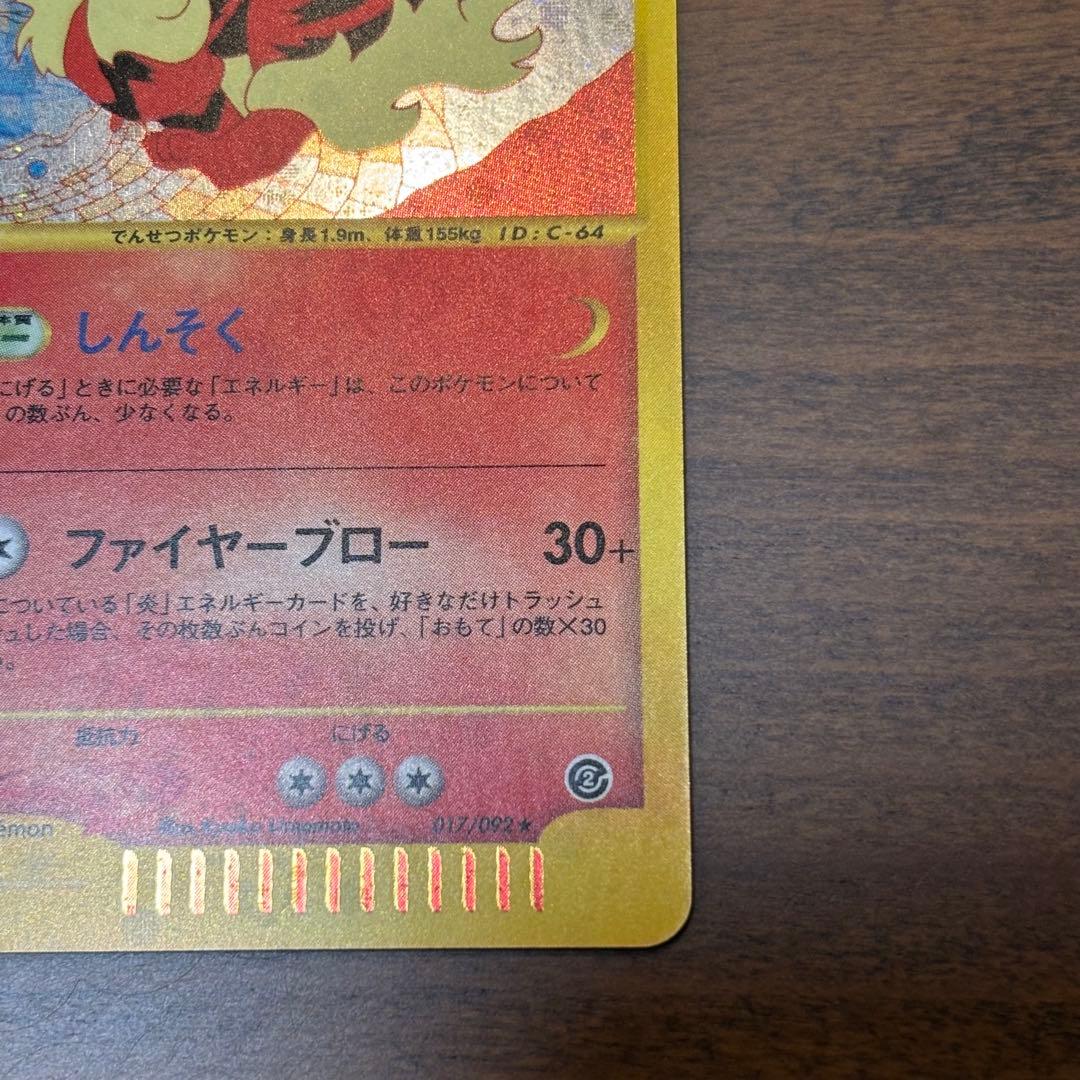 でんせつポケモン：身長1.9m、体重155kg ID：C-64
しんそく
にげる」ときに必要な「エネルギー」は、このポケモンについて
の数ぶん、少なくなる。
ファイヤーブロー 30+
についている「炎」エネルギーカードを、好きなだけトラッシュ
ュした場合、その枚数ぶんコインを投げ、「おもて」の数×30
抵抗力 にげる
2
émon Kyoko Umemoto 017/092★